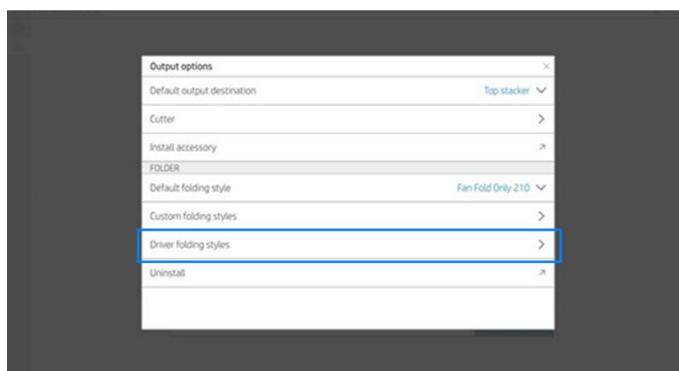 Output options
Default output destination Top stacker
Cutter
Install accessory
FOLDER
Default folding style Fan Fold Only 210
Custom folding styles
Driver folding styles
Uninstall